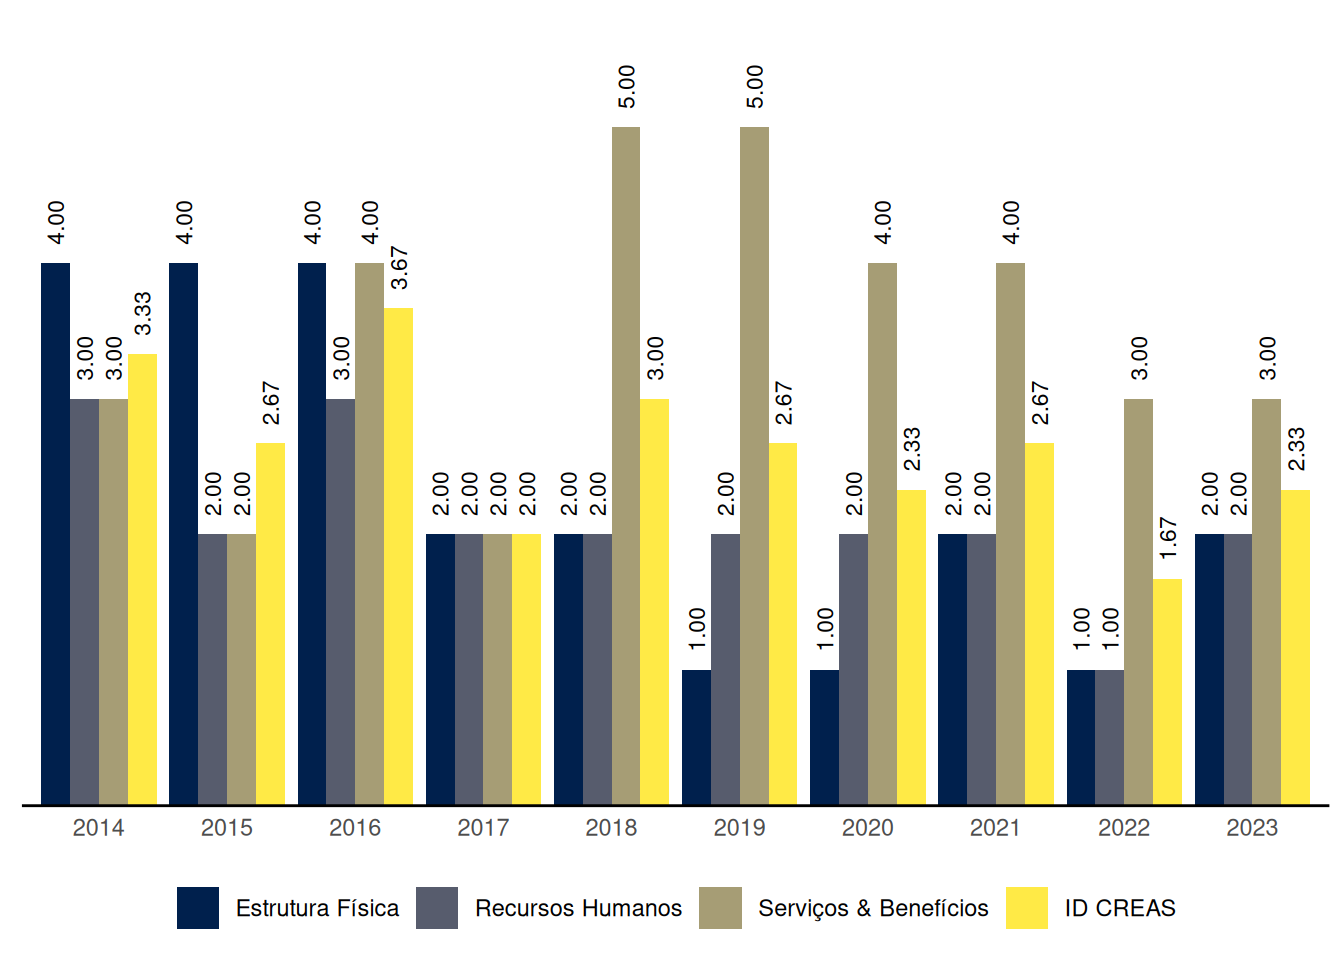 4.00 3.00 3.00 3.33 4.00 2.00 2.00 2.67 4.00 3.00 4.00 3.67 2.00 2.00 2.00 2.00 2.00 2.00 5.00 3.00 1.00 2.00 5.00 2.67 1.00 2.00 4.00 2.33 2.00 2.00 4.00 2.67 1.00 1.00 3.00 1.67 2.00 2.00 3.00 2.33
2014 2015 2016 2017 2018 2019 2020 2021 2022 2023
Estrutura Física Recursos Humanos Serviços & Benefícios ID CREAS